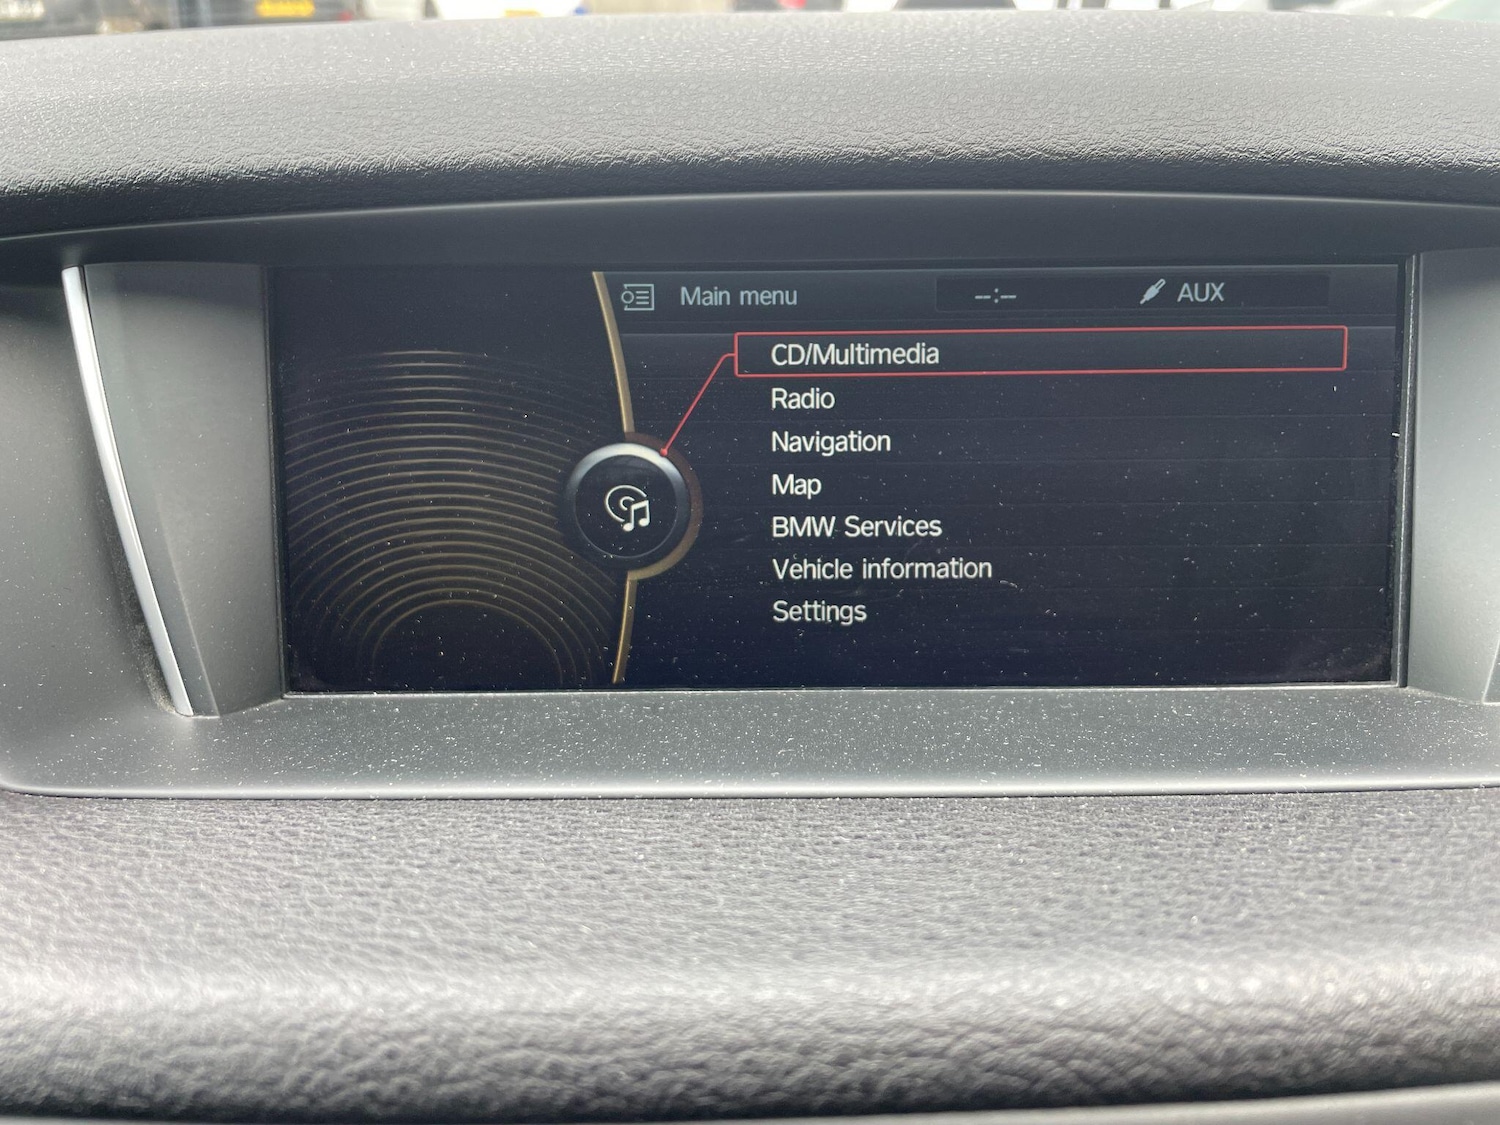 Main menu --:-- AUX
CD/Multimedia
Radio
Navigation
Map
BMW Services
Vehicle information
Settings